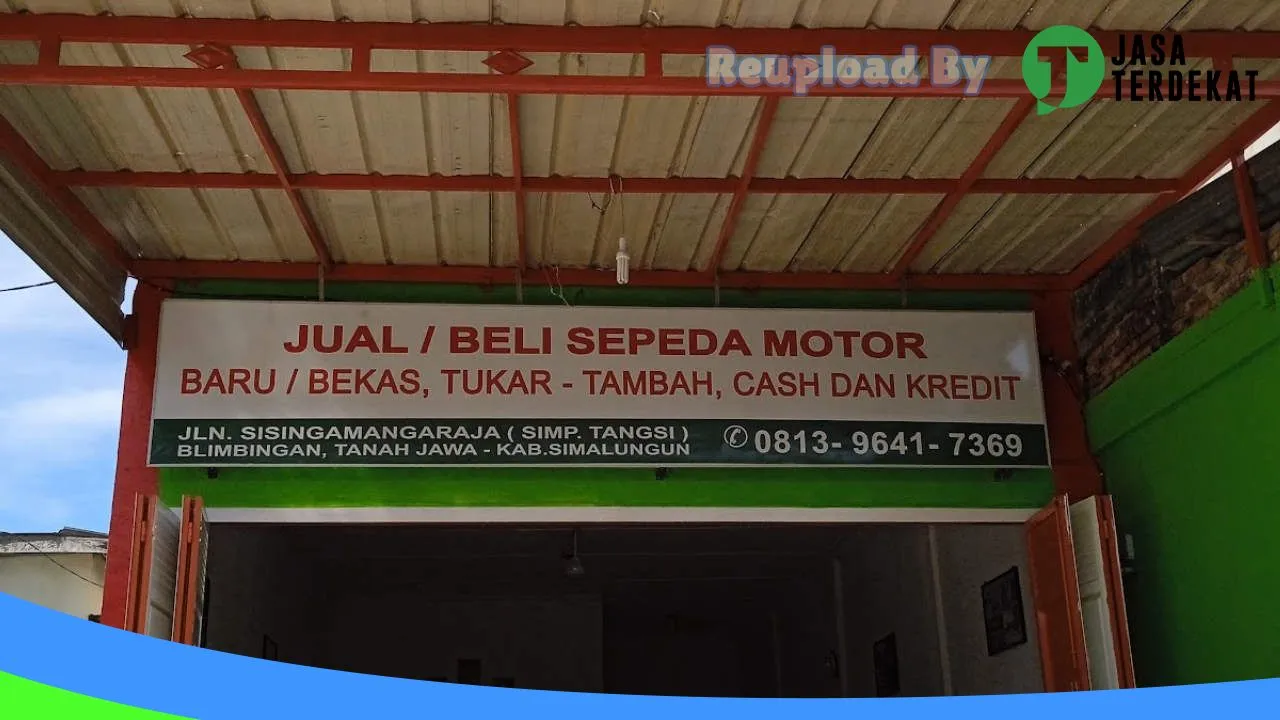 Reupload By
JASA
TERDEKAT
JUAL / BELI SEPEDA MOTOR
BARU / BEKAS, TUKAR - TAMBAH, CASH DAN KREDIT
JLN. SISINGAMANGARAJA ( SIMP. TANGSI )
BLIMBINGAN, TANAH JAWA - KAB.SIMALUNGUN
0813- 9641- 7369